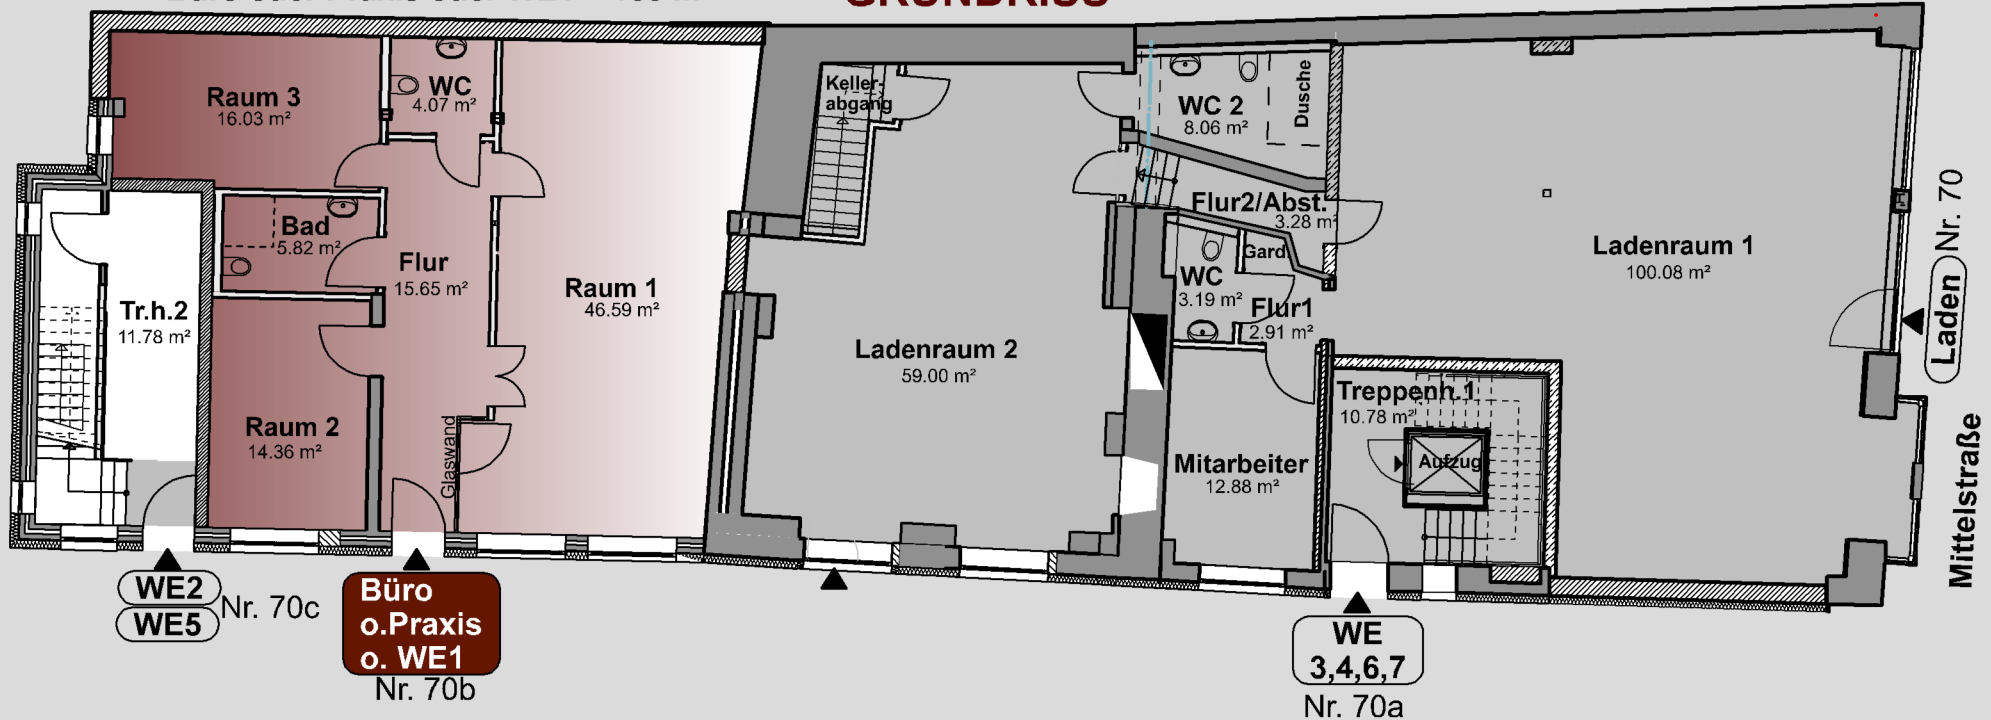 GRUNDRISS
Raum 3
16.03 m²
WC
4.07 m²
Bad
5.82 m²
Flur
15.65 m²
Raum 1
46.59 m²
Tr.h.2
11.78 m²
Raum 2
14.36 m²
Glaswand
Keller-
abgang
Ladenraum 2
59.00 m²
WC 2
8.06 m²
Dusche
Flur2/Abst.
3.28 m²
Gard.
WC
3.19 m²
Flur1
2.91 m²
Mitarbeiter
12.88 m²
Treppenh.1
10.78 m²
Aufzug
Ladenraum 1
100.08 m²
Laden
Nr. 70
Mittelstraße
WE2
WE5
Nr. 70c
Büro
o.Praxis
o. WE1
Nr. 70b
WE
3,4,6,7
Nr. 70a